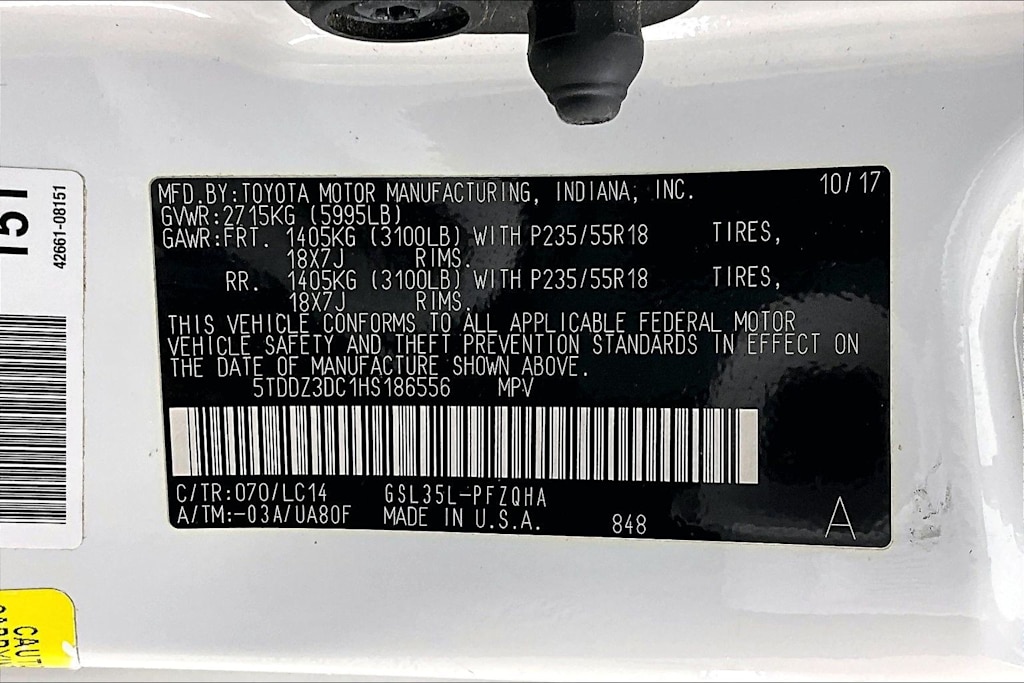 MFD.BY:TOYOTA MOTOR MANUFACTURING, INDIANA, INC. 10/17
GVWR:2715KG (5995LB)
GAWR:FRT. 1405KG (3100LB) WITH P235/55R18 TIRES,
18X7J RIMS.
RR. 1405KG (3100LB) WITH P235/55R18 TIRES,
18X7J RIMS.
THIS VEHICLE CONFORMS TO ALL APPLICABLE FEDERAL MOTOR
VEHICLE SAFETY AND THEFT PREVENTION STANDARDS IN EFFECT ON
THE DATE OF MANUFACTURE SHOWN ABOVE.
5TDDZ3DC1HS186556 MPV
C/TR:070/LC14 GSL35L-PFZQHA
A/TM:-03A/UA80F MADE IN U.S.A. 848 A
151
42661-08151